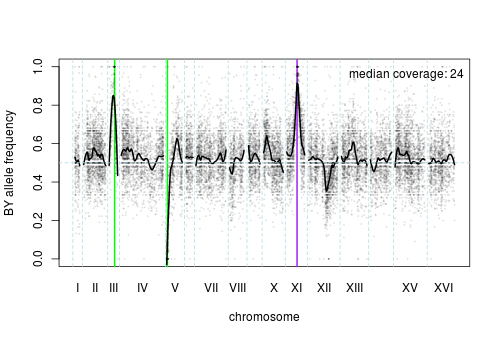 median coverage: 24
BY allele frequency
1.0
0.8
0.6
0.4
0.2
0.0
I II III IV V VII VIII X XI XII XIII XV XVI
chromosome